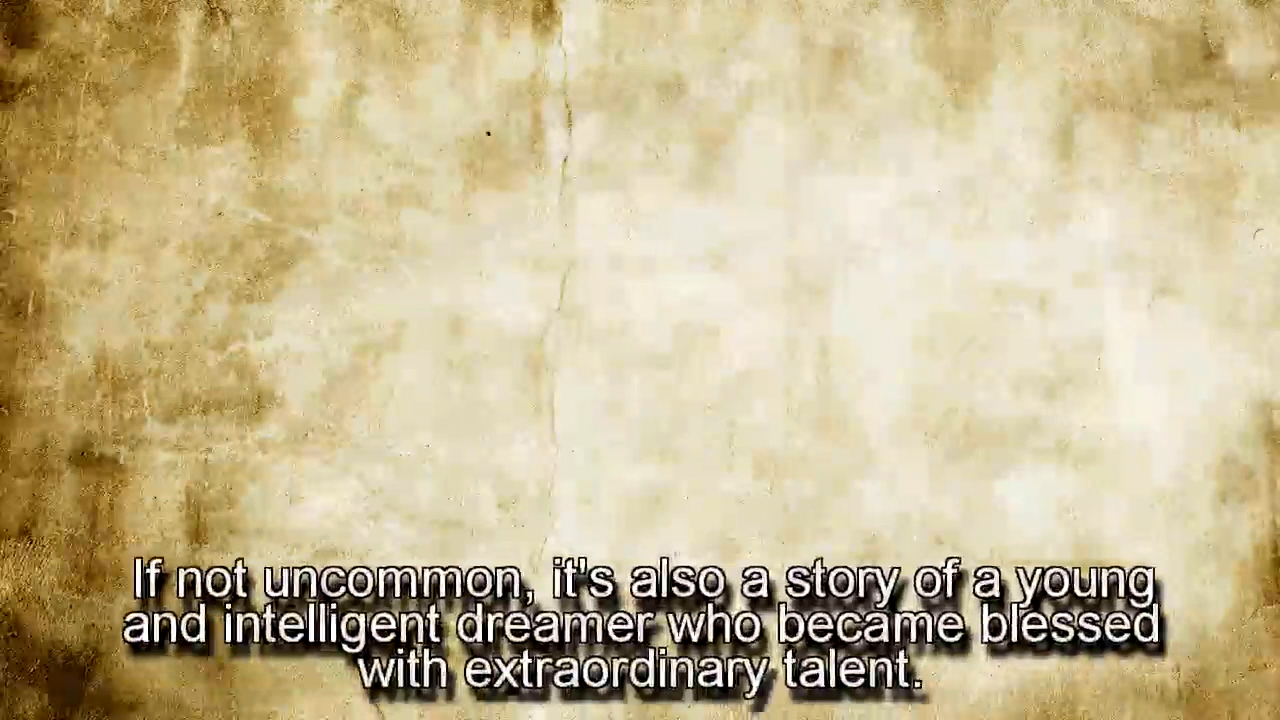 If not uncommon, it's also a story of a young
and intelligent dreamer who became blessed
with extraordinary talent.